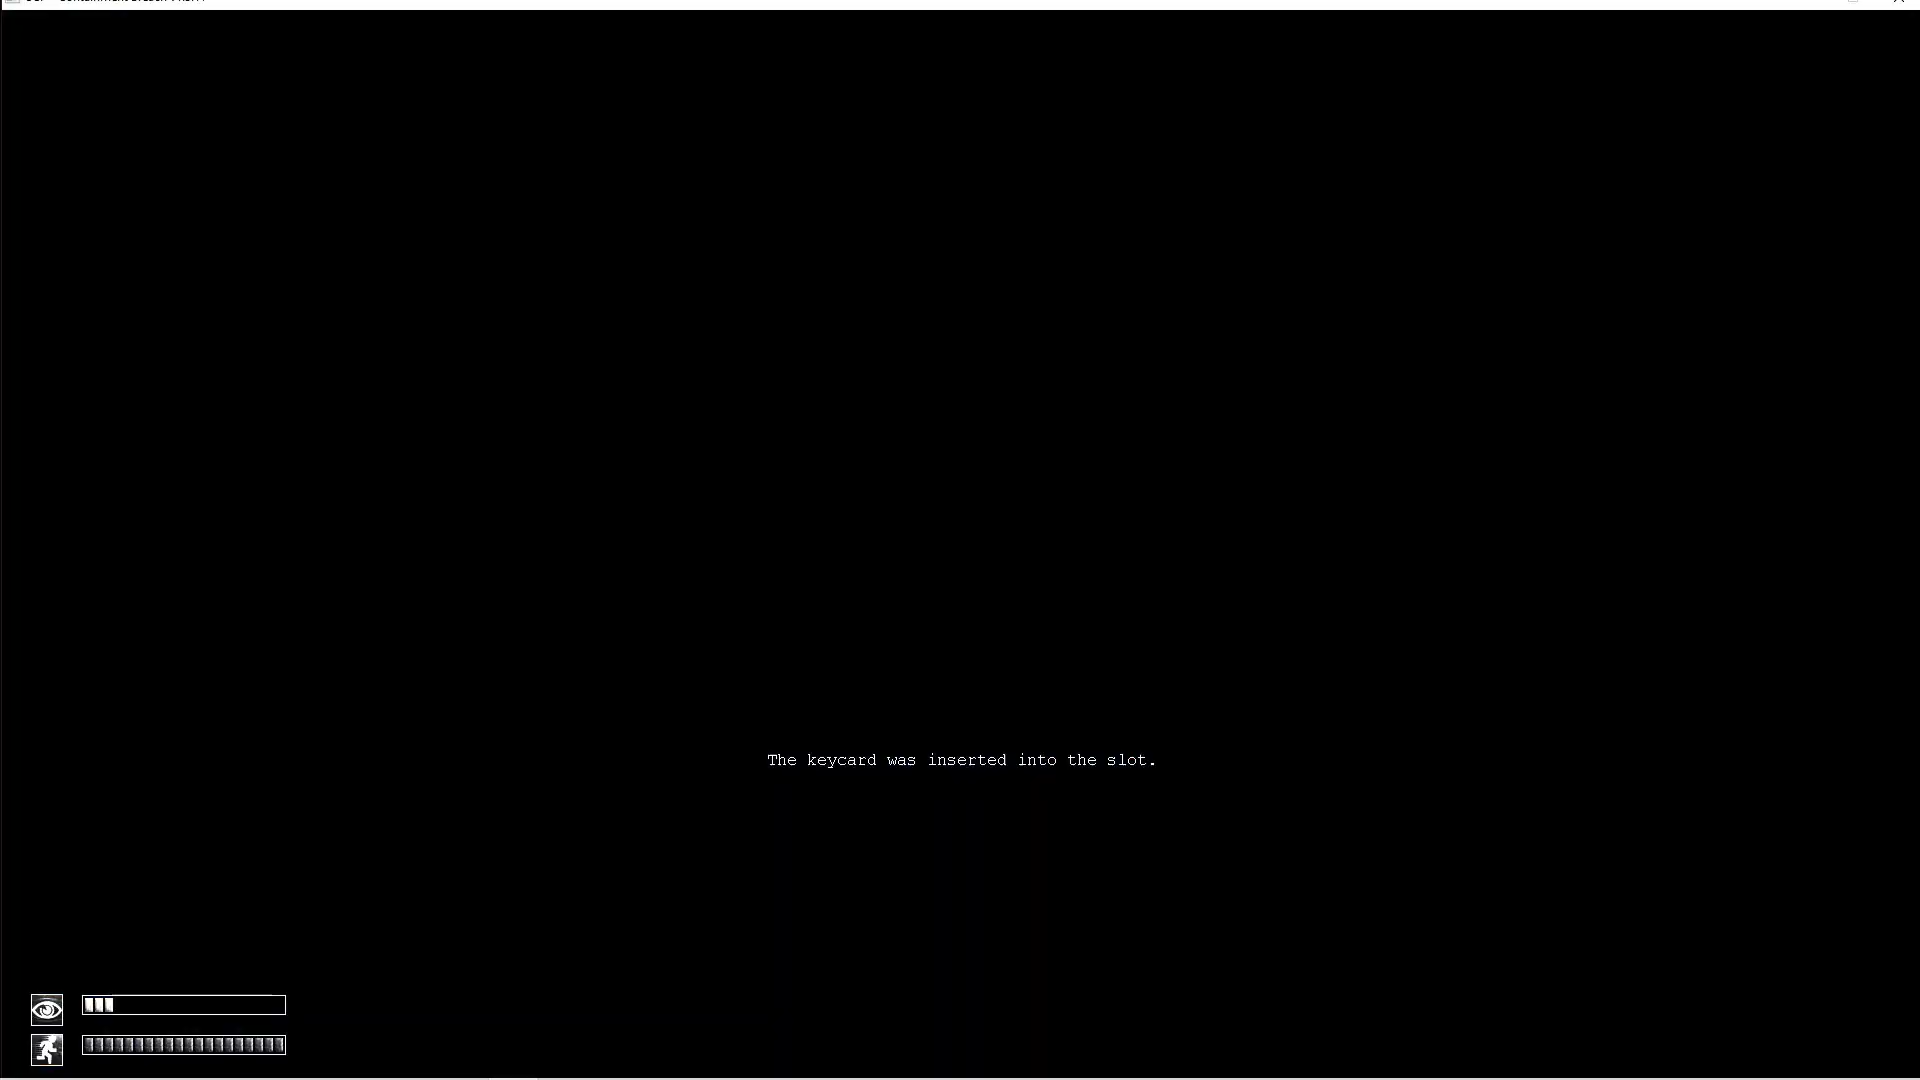 The keycard was inserted into the slot.